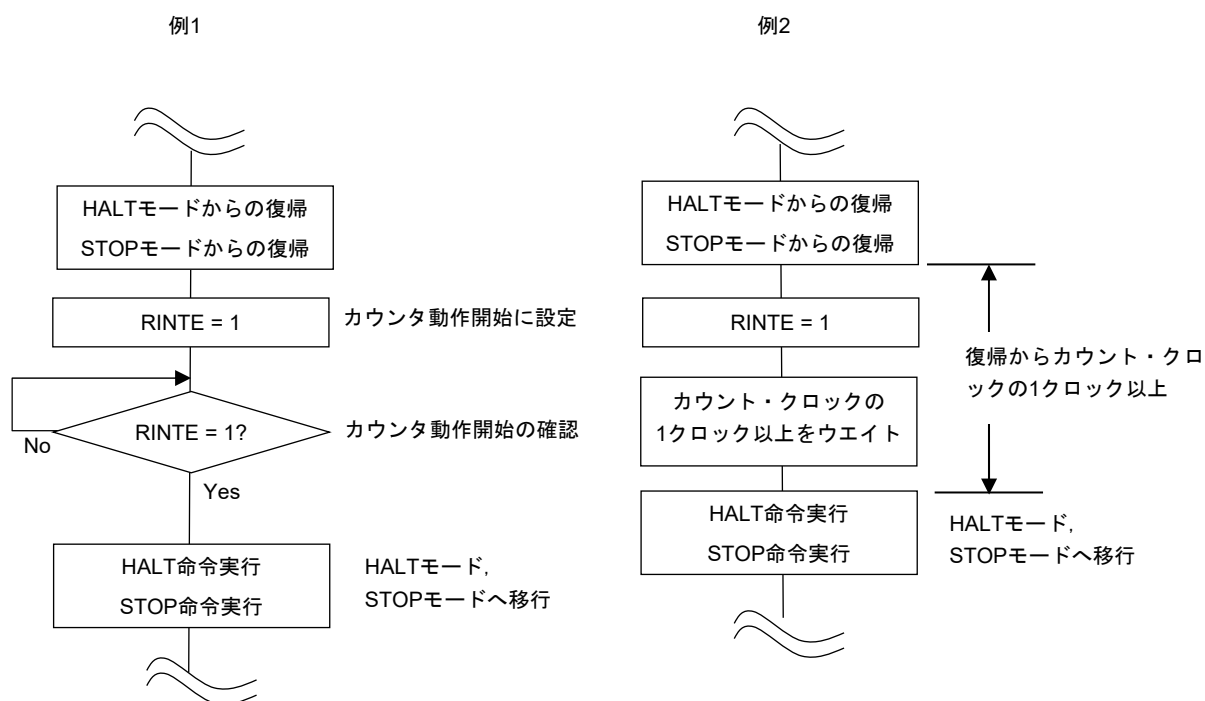 例1
HALTモードからの復帰
STOPモードからの復帰
RINTE = 1
カウンタ動作開始に設定
RINTE = 1?
カウンタ動作開始の確認
No
Yes
HALT命令実行
STOP命令実行
HALTモード,
STOPモードへ移行
例2
HALTモードからの復帰
STOPモードからの復帰
RINTE = 1
カウント・クロックの
1クロック以上をウエイト
復帰からカウント・クロ
ックの1クロック以上
HALT命令実行
STOP命令実行
HALTモード,
STOPモードへ移行